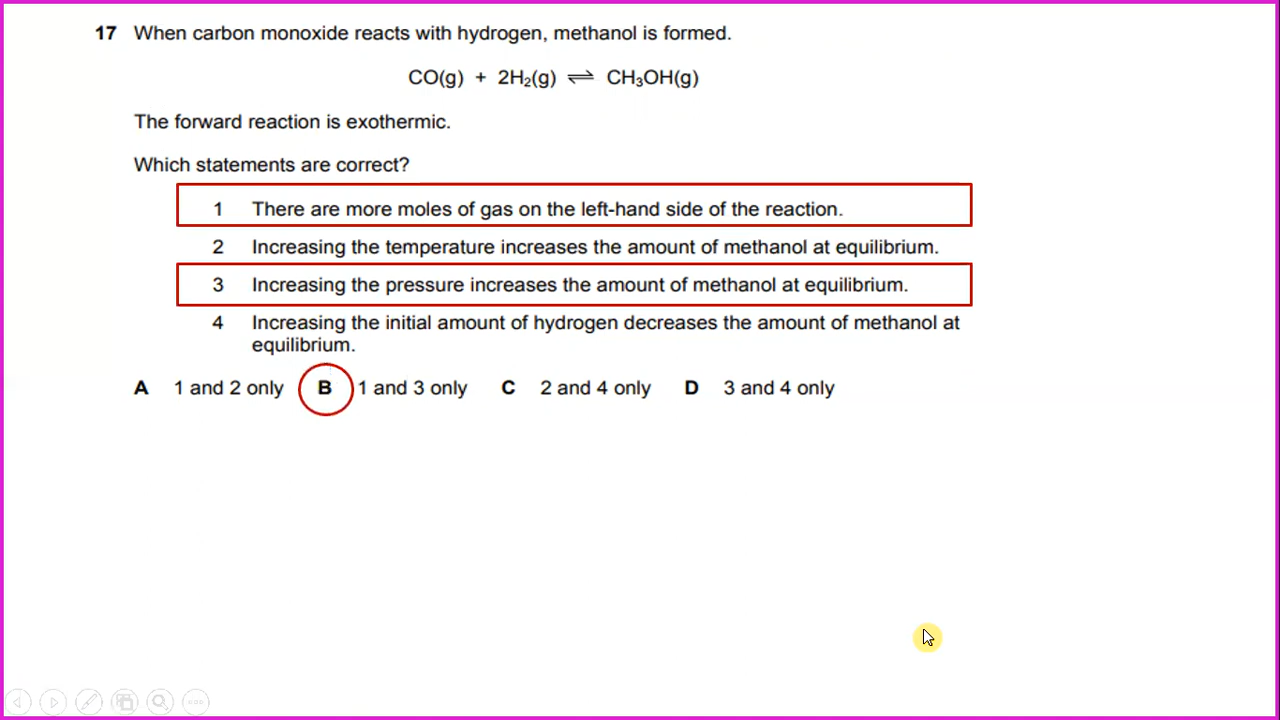 17 When carbon monoxide reacts with hydrogen, methanol is formed.
CO(g) + 2H₂(g) ⇌ CH₃OH(g)
The forward reaction is exothermic.
Which statements are correct?
1 There are more moles of gas on the left-hand side of the reaction.
2 Increasing the temperature increases the amount of methanol at equilibrium.
3 Increasing the pressure increases the amount of methanol at equilibrium.
4 Increasing the initial amount of hydrogen decreases the amount of methanol at
equilibrium.
A 1 and 2 only B 1 and 3 only C 2 and 4 only D 3 and 4 only